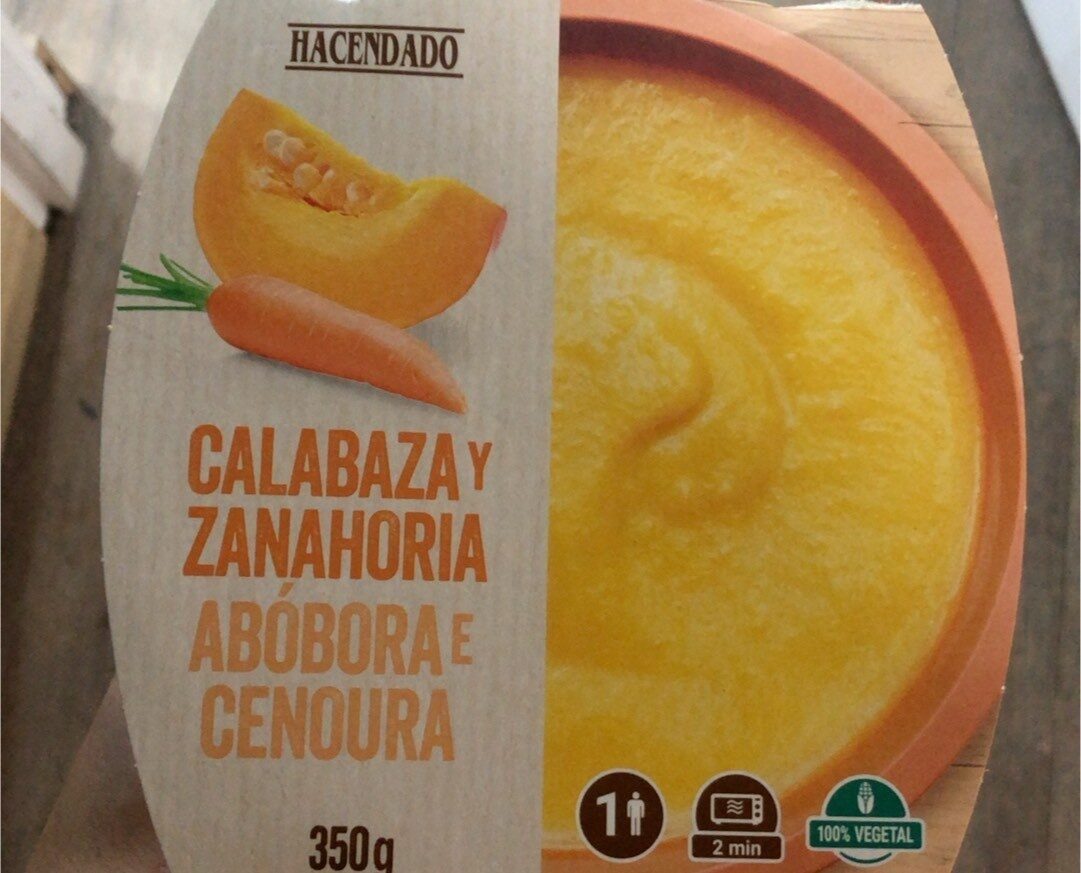 HACENDADO
CALABAZA Y
ZANAHORIA
ABÓBORA E
CENOURA
350g
1
2 min
100% VEGETAL